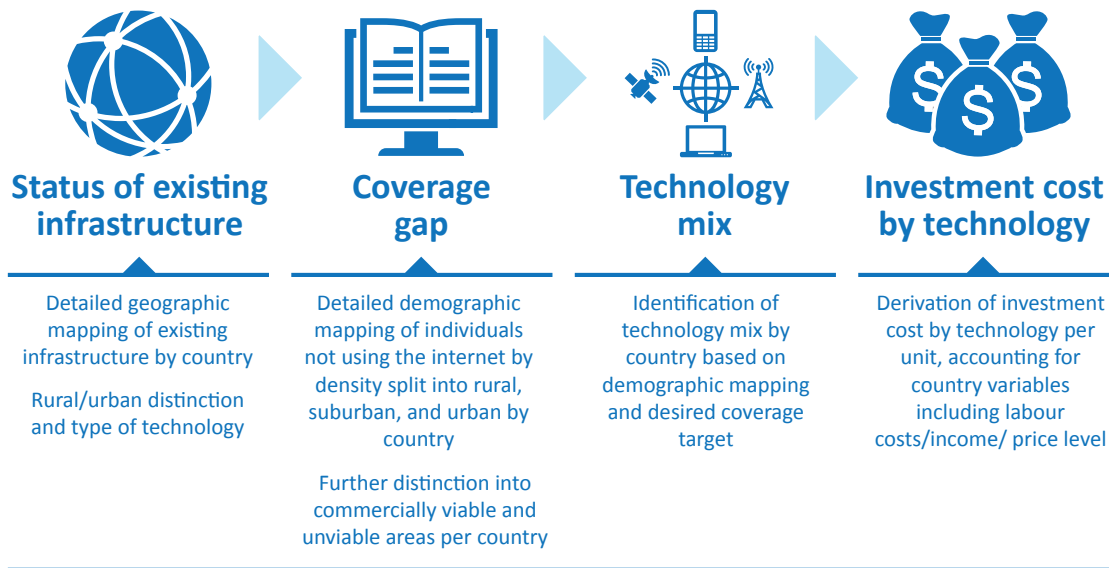 Status of existing
infrastructure
Detailed geographic
mapping of existing
infrastructure by country
Rural/urban distinction
and type of technology
Coverage
gap
Detailed demographic
mapping of individuals
not using the internet by
density split into rural,
suburban, and urban by
country
Further distinction into
commercially viable and
unviable areas per country
Technology
mix
Identification of
technology mix by
country based on
demographic mapping
and desired coverage
target
$ $ $
Investment cost
by technology
Derivation of investment
cost by technology per
unit, accounting for
country variables
including labour
costs/income/ price level